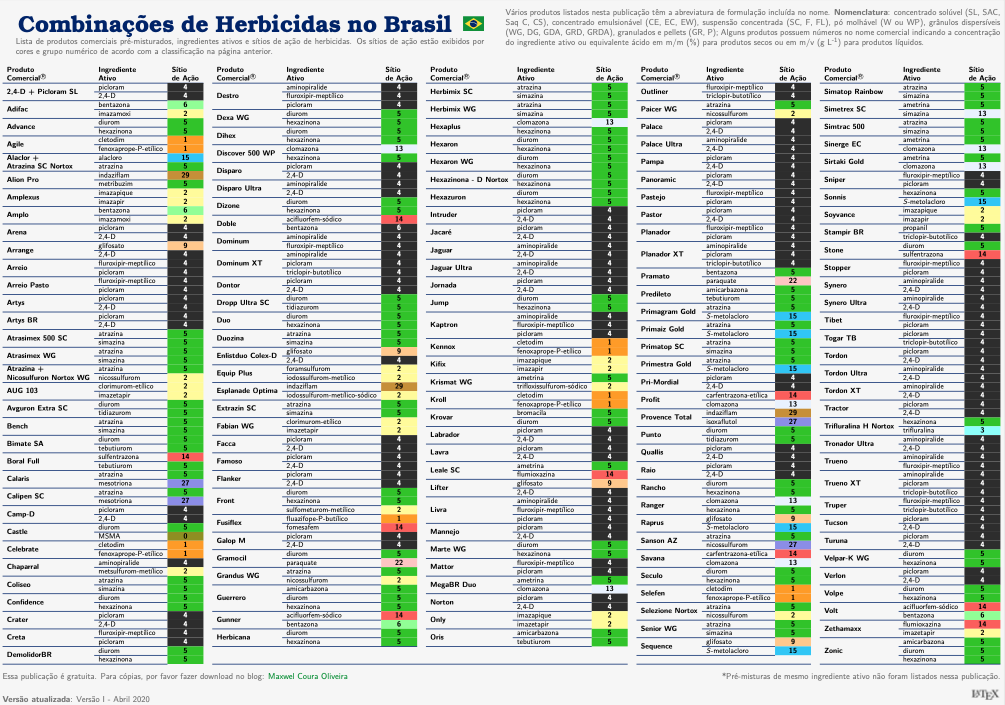 Combinações de Herbicidas no Brasil
Lista de produtos comerciais pré-misturados, ingredientes ativos e sítios de ação de herbicidas. Os sítios de ação estão exibidos por
cores e grupo numérico de acordo com a classificação na página anterior.
Vários produtos listados nesta publicação têm a abreviatura de formulação incluída no nome. Nomenclatura: concentrado solúvel (SL, SAC,
Saq C, CS), concentrado emulsionável (CE, EC, EW), suspensão concentrada (SC, F, FL), pó molhável (W ou WP), grânulos dispersíveis
(WG, DG, GDA, GRD, GRDA), granulados e pellets (GR, P); Alguns produtos possuem números no nome comercial indicando a concentração
do ingrediente ativo ou equivalente ácido em m/m (%) para produtos secos ou em m/v (g L⁻¹) para produtos líquidos.
Produto Comercial® Ingrediente Ativo Sítio de Ação
2,4-D + Picloram SL
picloram 4
2,4-D 4
Adifac
bentazona 6
imazamoxi 2
Advance
diurom 5
hexazinona 5
Agile
cletodim 1
fenoxaprope-P-etílico 1
Alaclor +
Atrazina SC Nortox
alacloro 15
atrazina 5
Alion Pro
indaziflam 29
metribuzim 5
Amplexus
imazapique 2
imazapir 2
Amplo
bentazona 6
imazamoxi 2
Arena
picloram 4
2,4-D 4
Arrange
glifosato 9
2,4-D 4
Arreio
fluroxipir-meptílico 4
picloram 4
Arreio Pasto
fluroxipir-meptílico 4
picloram 4
Artys
picloram 4
2,4-D 4
Artys BR
picloram 4
2,4-D 4
Atrasimex 500 SC
atrazina 5
simazina 5
Atrasimex WG
atrazina 5
simazina 5
Atrazina +
Nicosulfuron Nortox WG
atrazina 5
nicossulfurom 2
AUG 103
clorimurom-etílico 2
imazetapir 2
Avguron Extra SC
diurom 5
tidiazurom 5
Bench
atrazina 5
simazina 5
Bimate SA
diurom 5
tebutiurom 5
Boral Full
sulfentrazona 14
tebutiurom 5
Calaris
atrazina 5
mesotriona 27
Calipen SC
atrazina 5
mesotriona 27
Camp-D
picloram 4
2,4-D 4
Castle
diurom 5
MSMA 0
Celebrate
cletodim 1
fenoxaprope-P-etílico 1
Chaparral
aminopiralide 4
metsulfurom-metílico 2
Coliseo
atrazina 5
simazina 5
Confidence
diurom 5
hexazinona 5
Crater
picloram 4
2,4-D 4
Creta
fluroxipir-meptílico 4
picloram 4
DemolidorBR
diurom 5
hexazinona 5
Produto Comercial® Ingrediente Ativo Sítio de Ação
Destro
aminopiralide 4
fluroxipir-meptílico 4
picloram 4
Dexa WG
diurom 5
hexazinona 5
Dihex
diurom 5
hexazinona 5
Discover 500 WP
clomazona 13
hexazinona 5
Disparo
picloram 4
2,4-D 4
Disparo Ultra
aminopiralide 4
2,4-D 4
Dizone
diurom 5
hexazinona 5
Doble
acifluorfem-sódico 14
bentazona 6
Dominum
aminopiralide 4
fluroxipir-meptílico 4
Dominum XT
aminopiralide 4
picloram 4
triclopir-butotílico 4
Dontor
picloram 4
2,4-D 4
Dropp Ultra SC
diurom 5
tidiazurom 5
Duo
diurom 5
hexazinona 5
Duozina
atrazina 5
simazina 5
Enlistduo Colex-D
glifosato 9
2,4-D 4
Equip Plus
foramsulfurom 2
iodossulfurom-metílico 2
Esplanade Optima
indaziflam 29
iodossulfurom-metílico-sódico 2
Extrazin SC
atrazina 5
simazina 5
Fabian WG
clorimurom-etílico 2
imazetapir 2
Facca
picloram 4
2,4-D 4
Famoso
picloram 4
2,4-D 4
Flanker
picloram 4
2,4-D 4
Front
diurom 5
hexazinona 5
sulfometurom-metílico 2
Fusiflex
fluazifope-P-butílico 1
fomesafem 14
Galop M
picloram 4
2,4-D 4
Gramocil
diurom 5
paraquate 22
Grandus WG
atrazina 5
nicossulfurom 2
Guerrero
amicarbazona 5
diurom 5
hexazinona 5
Gunner
acifluorfem-sódico 14
bentazona 6
Herbicana
diurom 5
hexazinona 5
Produto Comercial® Ingrediente Ativo Sítio de Ação
Herbimix SC
atrazina 5
simazina 5
Herbimix WG
atrazina 5
simazina 5
Hexaplus
clomazona 13
hexazinona 5
Hexaron
diurom 5
hexazinona 5
Hexaron WG
diurom 5
hexazinona 5
Hexazinona - D Nortox
diurom 5
hexazinona 5
Hexazuron
diurom 5
hexazinona 5
Intruder
picloram 4
2,4-D 4
Jacaré
picloram 4
2,4-D 4
Jaguar
aminopiralide 4
2,4-D 4
Jaguar Ultra
aminopiralide 4
2,4-D 4
Jornada
picloram 4
2,4-D 4
Jump
diurom 5
hexazinona 5
Kaptron
aminopiralide 4
fluroxipir-meptílico 4
picloram 4
Kennox
cletodim 1
fenoxaprope-P-etílico 1
Kifix
imazapique 2
imazapir 2
Krismat WG
ametrina 5
trifloxissulfurom-sódico 2
Kroll
cletodim 1
fenoxaprope-P-etílico 1
Krovar
bromacila 5
diurom 5
Labrador
picloram 4
2,4-D 4
Lavra
picloram 4
2,4-D 4
Leale SC
ametrina 5
flumioxazina 14
Lífter
glifosato 9
2,4-D 4
Livra
aminopiralide 4
fluroxipir-meptílico 4
picloram 4
Mannejo
picloram 4
2,4-D 4
Marte WG
diurom 5
hexazinona 5
Mattor
fluroxipir-meptílico 4
picloram 4
MegaBR Duo
ametrina 5
clomazona 13
Norton
picloram 4
2,4-D 4
Only
imazapique 2
imazetapir 2
Oris
amicarbazona 5
tebutiurom 5
Produto Comercial® Ingrediente Ativo Sítio de Ação
Outliner
fluroxipir-meptílico 4
triclopir-butotílico 4
Paicer WG
atrazina 5
nicossulfurom 2
Palace
picloram 4
2,4-D 4
Palace Ultra
aminopiralide 4
2,4-D 4
Pampa
picloram 4
2,4-D 4
Panoramic
picloram 4
2,4-D 4
Pastejo
fluroxipir-meptílico 4
picloram 4
Pastor
picloram 4
2,4-D 4
Planador
fluroxipir-meptílico 4
picloram 4
Planador XT
aminopiralide 4
picloram 4
triclopir-butotílico 4
Pramato
bentazona 5
paraquate 22
Predileto
amicarbazona 5
tebutiurom 5
Primagram Gold
atrazina 5
S-metolacloro 15
Primaiz Gold
atrazina 5
S-metolacloro 15
Primatop SC
atrazina 5
simazina 5
Primestra Gold
atrazina 5
S-metolacloro 15
Pri-Mordial
picloram 4
2,4-D 4
Profit
carfentrazona-etílica 14
clomazona 13
Provence Total
indaziflam 29
isoxaflutol 27
Punto
diurom 5
tidiazurom 5
Quallis
picloram 4
2,4-D 4
Raio
picloram 4
2,4-D 4
Rancho
diurom 5
hexazinona 5
Ranger
clomazona 13
hexazinona 5
Raprus
glifosato 9
S-metolacloro 15
Sanson AZ
atrazina 5
nicossulfurom 27
Savana
carfentrazona-etílica 14
clomazona 13
Seculo
diurom 5
hexazinona 5
Selefen
cletodim 1
fenoxaprope-P-etílico 1
Selezione Nortox
atrazina 5
nicossulfurom 2
Senior WG
atrazina 5
simazina 5
Sequence
glifosato 9
S-metolacloro 15
Produto Comercial® Ingrediente Ativo Sítio de Ação
Simatop Rainbow
atrazina 5
simazina 5
Simetrex SC
ametrina 5
simazina 13
Simtrac 500
atrazina 5
simazina 5
Sinerge EC
ametrina 5
clomazona 13
Sirtaki Gold
ametrina 5
clomazona 13
Sniper
picloram 4
fluroxipir-meptílico 4
Sonnis
hexazinona 5
S-metolacloro 15
Soyvance
imazapique 2
imazapir 2
Stampir BR
propanil 5
triclopir-butotílico 4
Stone
diurom 5
sulfentrazona 14
Stopper
fluroxipir-meptílico 4
picloram 4
Synero
aminopiralide 4
fluroxipir-meptílico 4
Synero Ultra
aminopiralide 4
2,4-D 4
Tibet
fluroxipir-meptílico 4
picloram 4
Togar TB
picloram 4
triclopir-butotílico 4
Tordon
picloram 4
2,4-D 4
Tordon Ultra
aminopiralide 4
2,4-D 4
Tordon XT
aminopiralide 4
2,4-D 4
Tractor
picloram 4
2,4-D 4
Trifluralina H Nortox
hexazinona 5
trifluralina 3
Tronador Ultra
aminopiralide 4
2,4-D 4
Trueno
aminopiralide 4
fluroxipir-meptílico 4
Trueno XT
aminopiralide 4
picloram 4
triclopir-butotílico 4
Truper
fluroxipir-meptílico 4
triclopir-butotílico 4
Tucson
picloram 4
2,4-D 4
Turuna
picloram 4
2,4-D 4
Velpar-K WG
diurom 5
hexazinona 5
Verlon
picloram 4
2,4-D 4
Volpe
diurom 5
hexazinona 5
Volt
acifluorfem-sódico 14
bentazona 6
Zethamaxx
flumioxazina 14
imazetapir 2
Zonic
diurom 5
hexazinona 5
Essa publicação é gratuita. Para cópias, por favor fazer download no blog: Maxwel Coura Oliveira
*Pré-misturas de mesmo ingrediente ativo não foram listados nessa publicação.
Versão atualizada: Versão I - Abril 2020
LATEX